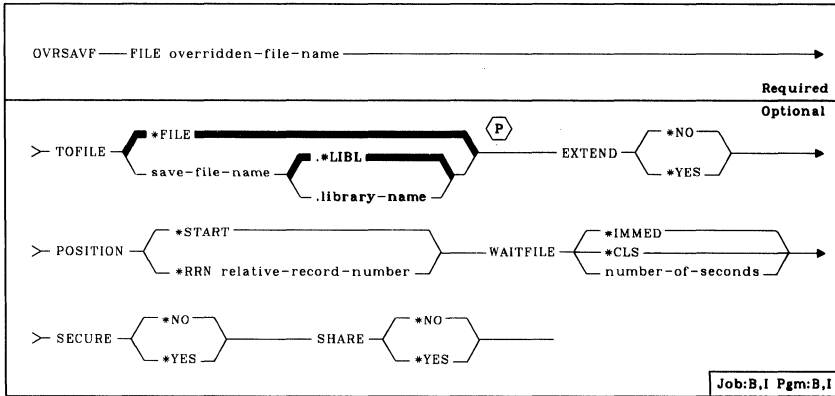 OVRSAVF FILE overridden-file-name
Required
Optional
*FILE
P
*NO
.*LIBL
TOFILE
EXTEND
save-file-name
*YES
.library-name
*START
*IMMED
POSITION
WAITFILE
*CLS
*RRN relative-record-number
number-of-seconds
*NO
*NO
SECURE
SHARE
*YES
*YES
Job:B,I Pgm:B,I